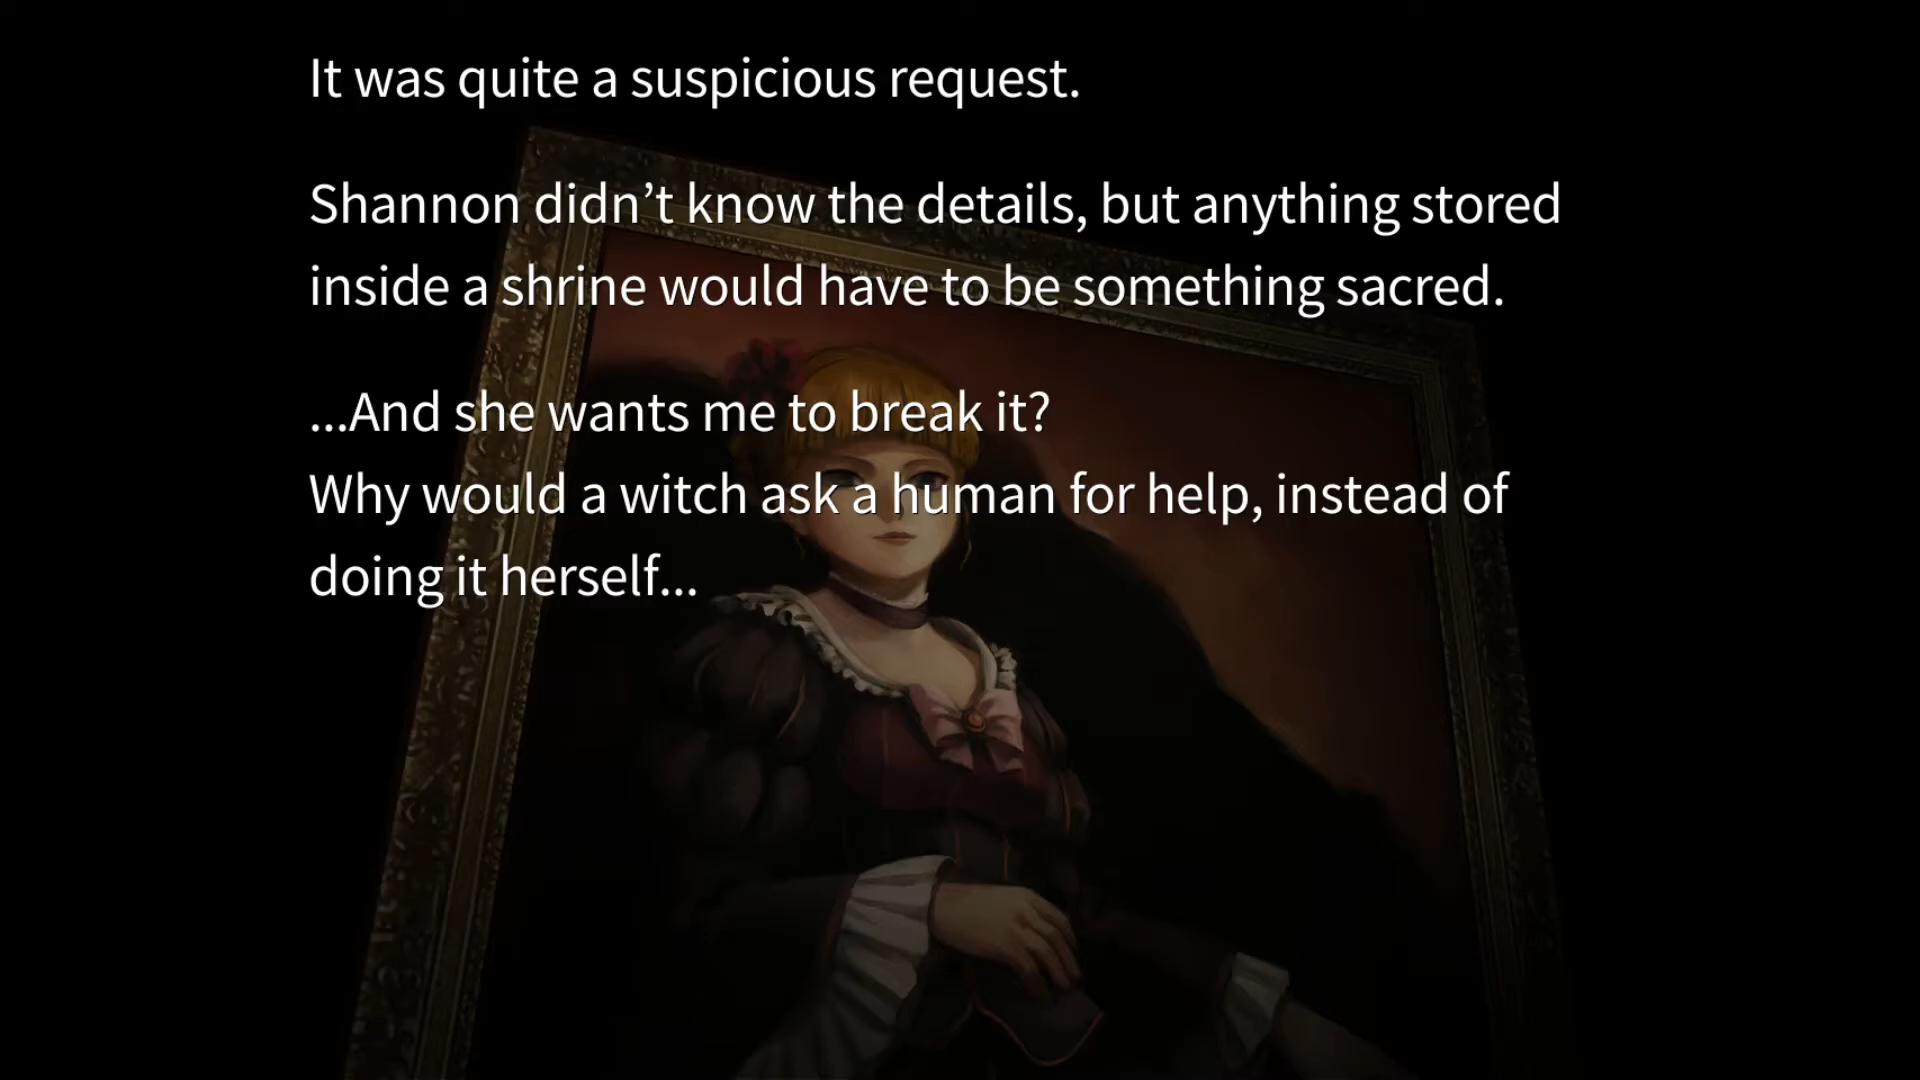 It was quite a suspicious request.
Shannon didn’t know the details, but anything stored
inside a shrine would have to be something sacred.
...And she wants me to break it?
Why would a witch ask a human for help, instead of
doing it herself...